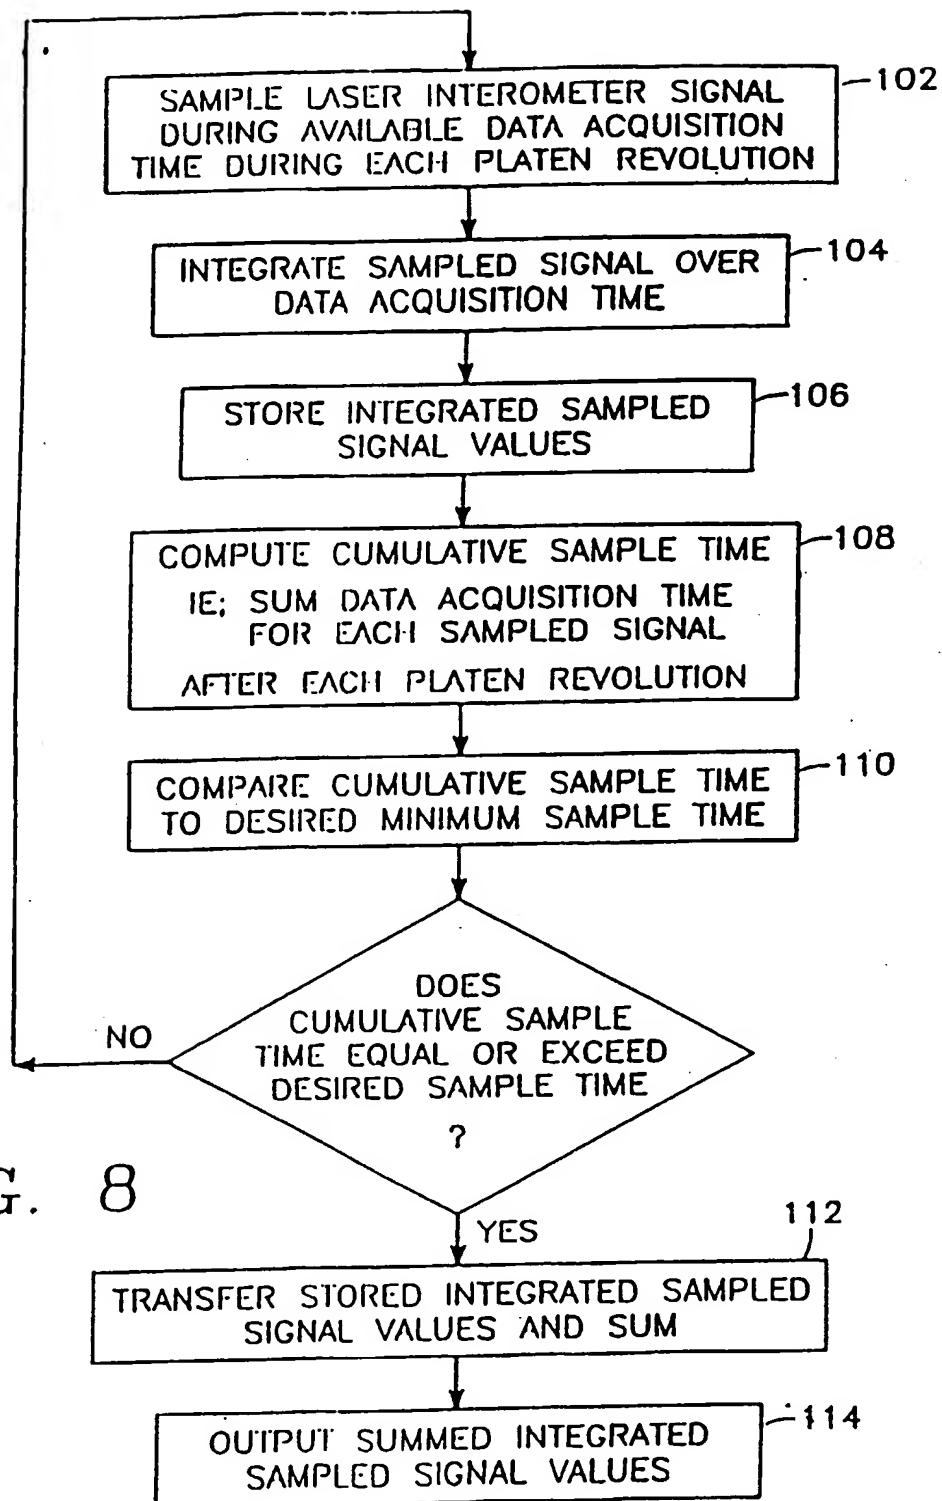 SAMPLE LASER INTEROMETER SIGNAL
DURING AVAILABLE DATA ACQUISITION
TIME DURING EACH PLATEN REVOLUTION
102
INTEGRATE SAMPLED SIGNAL OVER
DATA ACQUISITION TIME
104
STORE INTEGRATED SAMPLED
SIGNAL VALUES
106
COMPUTE CUMULATIVE SAMPLE TIME
IE; SUM DATA ACQUISITION TIME
FOR EACH SAMPLED SIGNAL
AFTER EACH PLATEN REVOLUTION
108
COMPARE CUMULATIVE SAMPLE TIME
TO DESIRED MINIMUM SAMPLE TIME
110
DOES
CUMULATIVE SAMPLE
TIME EQUAL OR EXCEED
DESIRED SAMPLE TIME
?
NO
G. 8
YES
112
TRANSFER STORED INTEGRATED SAMPLED
SIGNAL VALUES AND SUM
OUTPUT SUMMED INTEGRATED
SAMPLED SIGNAL VALUES
114